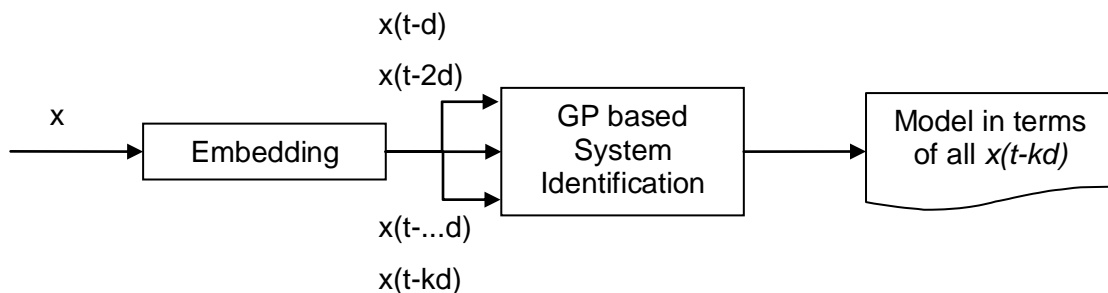 x
Embedding
x(t-d)
x(t-2d)
x(t-...d)
x(t-kd)
GP based
System
Identification
Model in terms
of all x(t-kd)